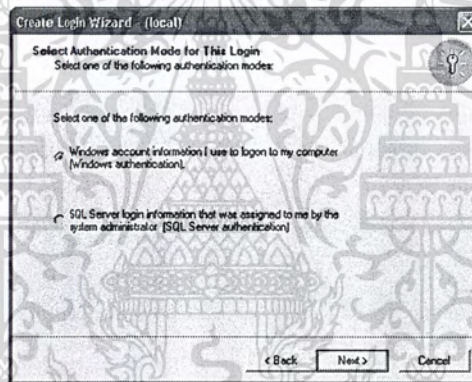 Create Login Wizard - (local)
Select Authentication Mode for This Login
Select one of the following authentication modes:
Select one of the following authentication modes:
Windows account information I use to logon to my computer
[Windows authentication].
SQL Server login information that was assigned to me by the
system administrator [SQL Server authentication]
< Back
Next >
Cancel